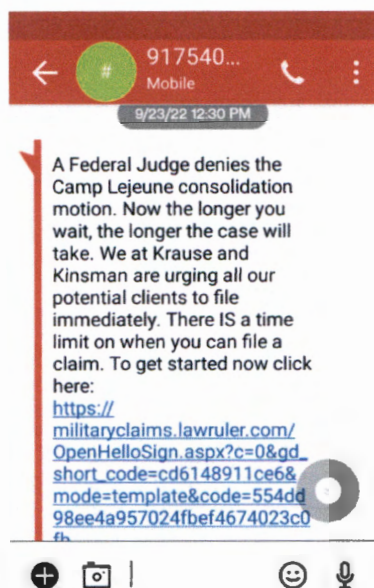 917540...
Mobile
9/23/22 12:30 PM
A Federal Judge denies the
Camp Lejeune consolidation
motion. Now the longer you
wait, the longer the case will
take. We at Krause and
Kinsman are urging all our
potential clients to file
immediately. There IS a time
limit on when you can file a
claim. To get started now click
here:
https://
militaryclaims.lawruler.com/
OpenHelloSign.aspx?c=0&gd_
short_code=cd6148911ce6&
mode=template&code=554dd
98ee4a957024fbef4674023c0